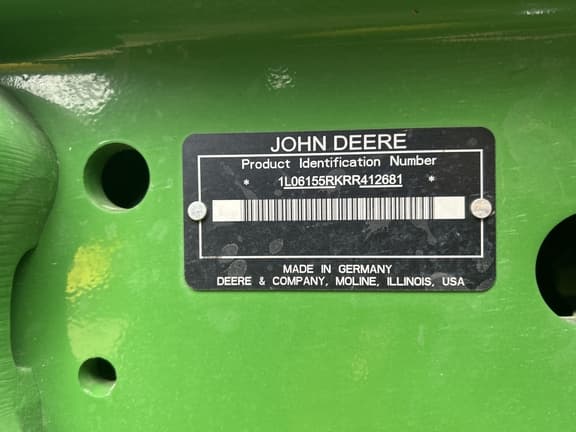 JOHN DEERE
Product Identification Number
* 1L06155RKRR412681 *
MADE IN GERMANY
DEERE & COMPANY, MOLINE, ILLINOIS, USA